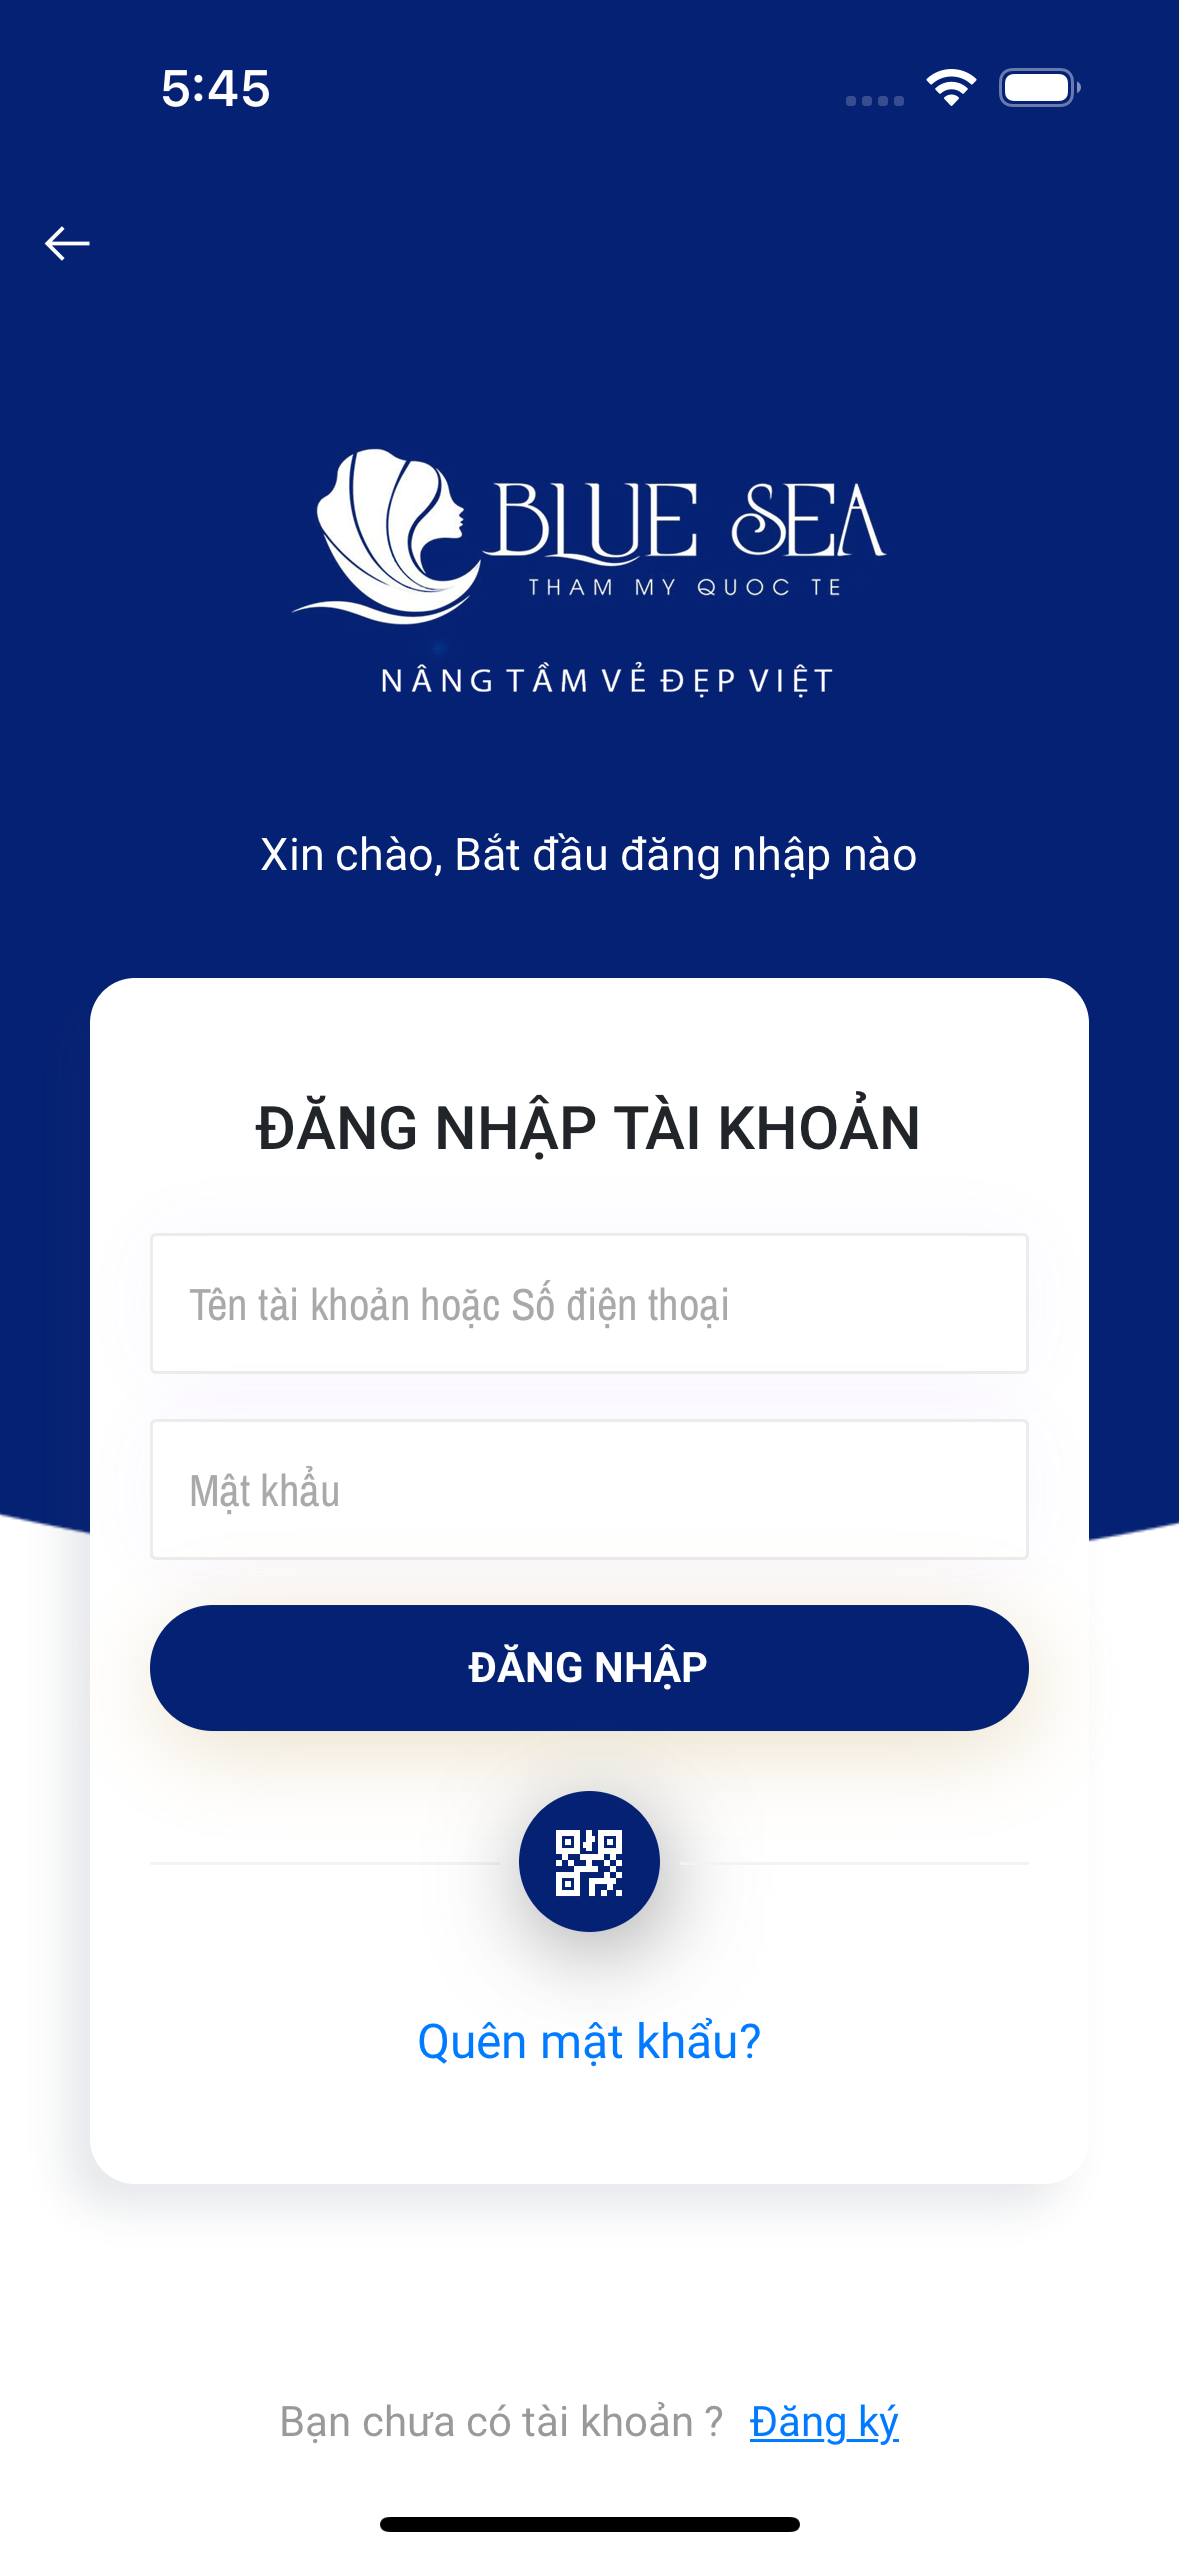 5:45
BLUE SEA
THAM MY QUOC TE
NÂNG TẦM VẺ ĐẸP VIỆT
Xin chào, Bắt đầu đăng nhập nào
ĐĂNG NHẬP TÀI KHOẢN
Tên tài khoản hoặc Số điện thoại
Mật khẩu
ĐĂNG NHẬP
Quên mật khẩu?
Bạn chưa có tài khoản ? Đăng ký